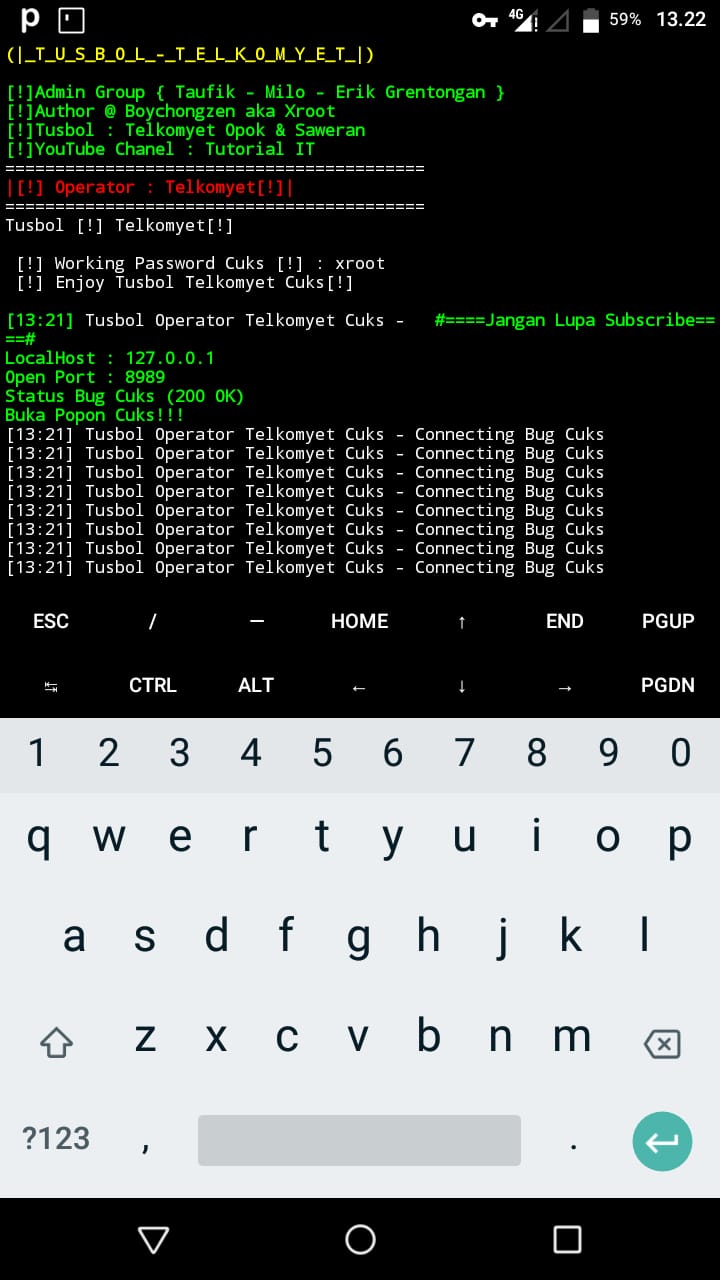 p 4G 59% 13.22
(|_T_U_S_B_O_L_-_T_E_L_K_O_M_Y_E_T_|)
[!]Admin Group { Taufik - Milo - Erik Grentongan }
[!]Author @ Boychongzen aka Xroot
[!]Tusbol : Telkomyet Opok & Saweran
[!]YouTube Chanel : Tutorial IT
==========================================
|[!] Operator : Telkomyet[!]|
==========================================
Tusbol [!] Telkomyet[!]
[!] Working Password Cuks [!] : xroot
[!] Enjoy Tusbol Telkomyet Cuks[!]
[13:21] Tusbol Operator Telkomyet Cuks -   #====Jangan Lupa Subscribe==
==#
LocalHost : 127.0.0.1
Open Port : 8989
Status Bug Cuks (200 OK)
Buka Popon Cuks!!!
[13:21] Tusbol Operator Telkomyet Cuks - Connecting Bug Cuks
[13:21] Tusbol Operator Telkomyet Cuks - Connecting Bug Cuks
[13:21] Tusbol Operator Telkomyet Cuks - Connecting Bug Cuks
[13:21] Tusbol Operator Telkomyet Cuks - Connecting Bug Cuks
[13:21] Tusbol Operator Telkomyet Cuks - Connecting Bug Cuks
[13:21] Tusbol Operator Telkomyet Cuks - Connecting Bug Cuks
[13:21] Tusbol Operator Telkomyet Cuks - Connecting Bug Cuks
[13:21] Tusbol Operator Telkomyet Cuks - Connecting Bug Cuks
ESC / — HOME ↑ END PGUP
↹ CTRL ALT ← ↓ → PGDN
1 2 3 4 5 6 7 8 9 0
q w e r t y u i o p
a s d f g h j k l
z x c v b n m
?123 , .